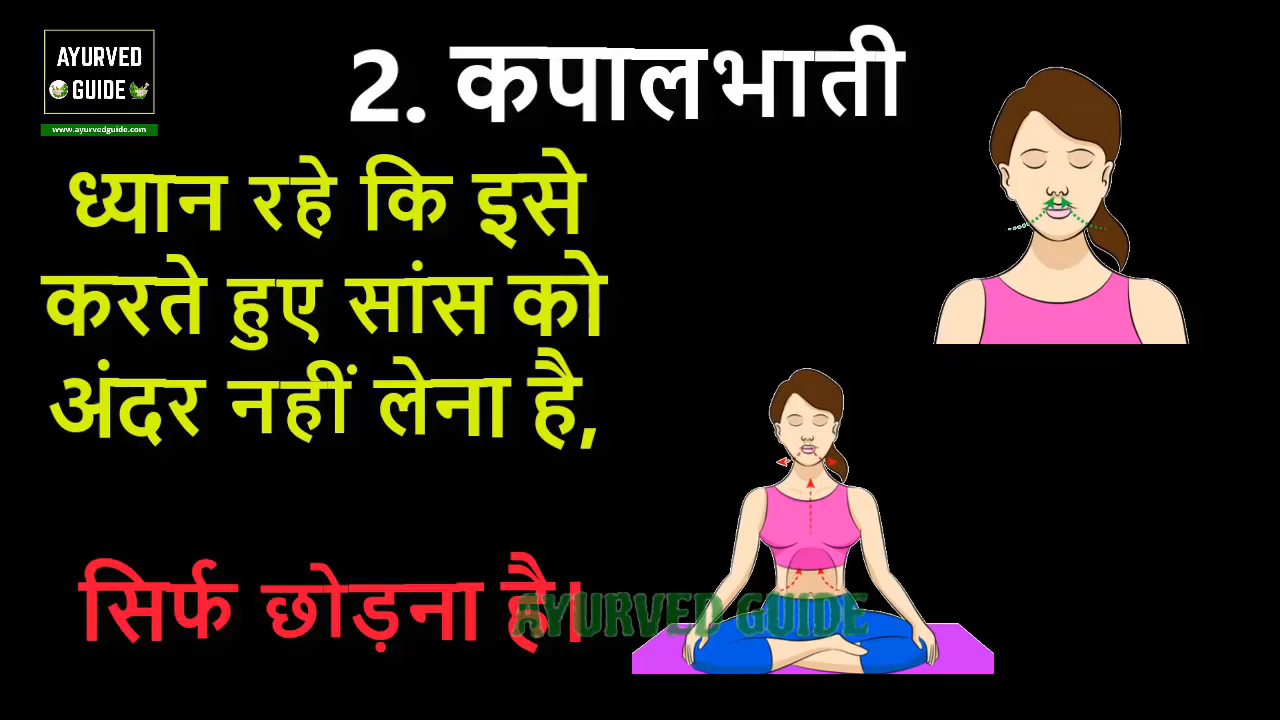 AYURVED
GUIDE
www.ayurvedguide.com
2. कपालभाती
ध्यान रहे कि इसे
करते हुए सांस को
अंदर नहीं लेना है,
सिर्फ छोड़ना है।
AYURVED GUIDE